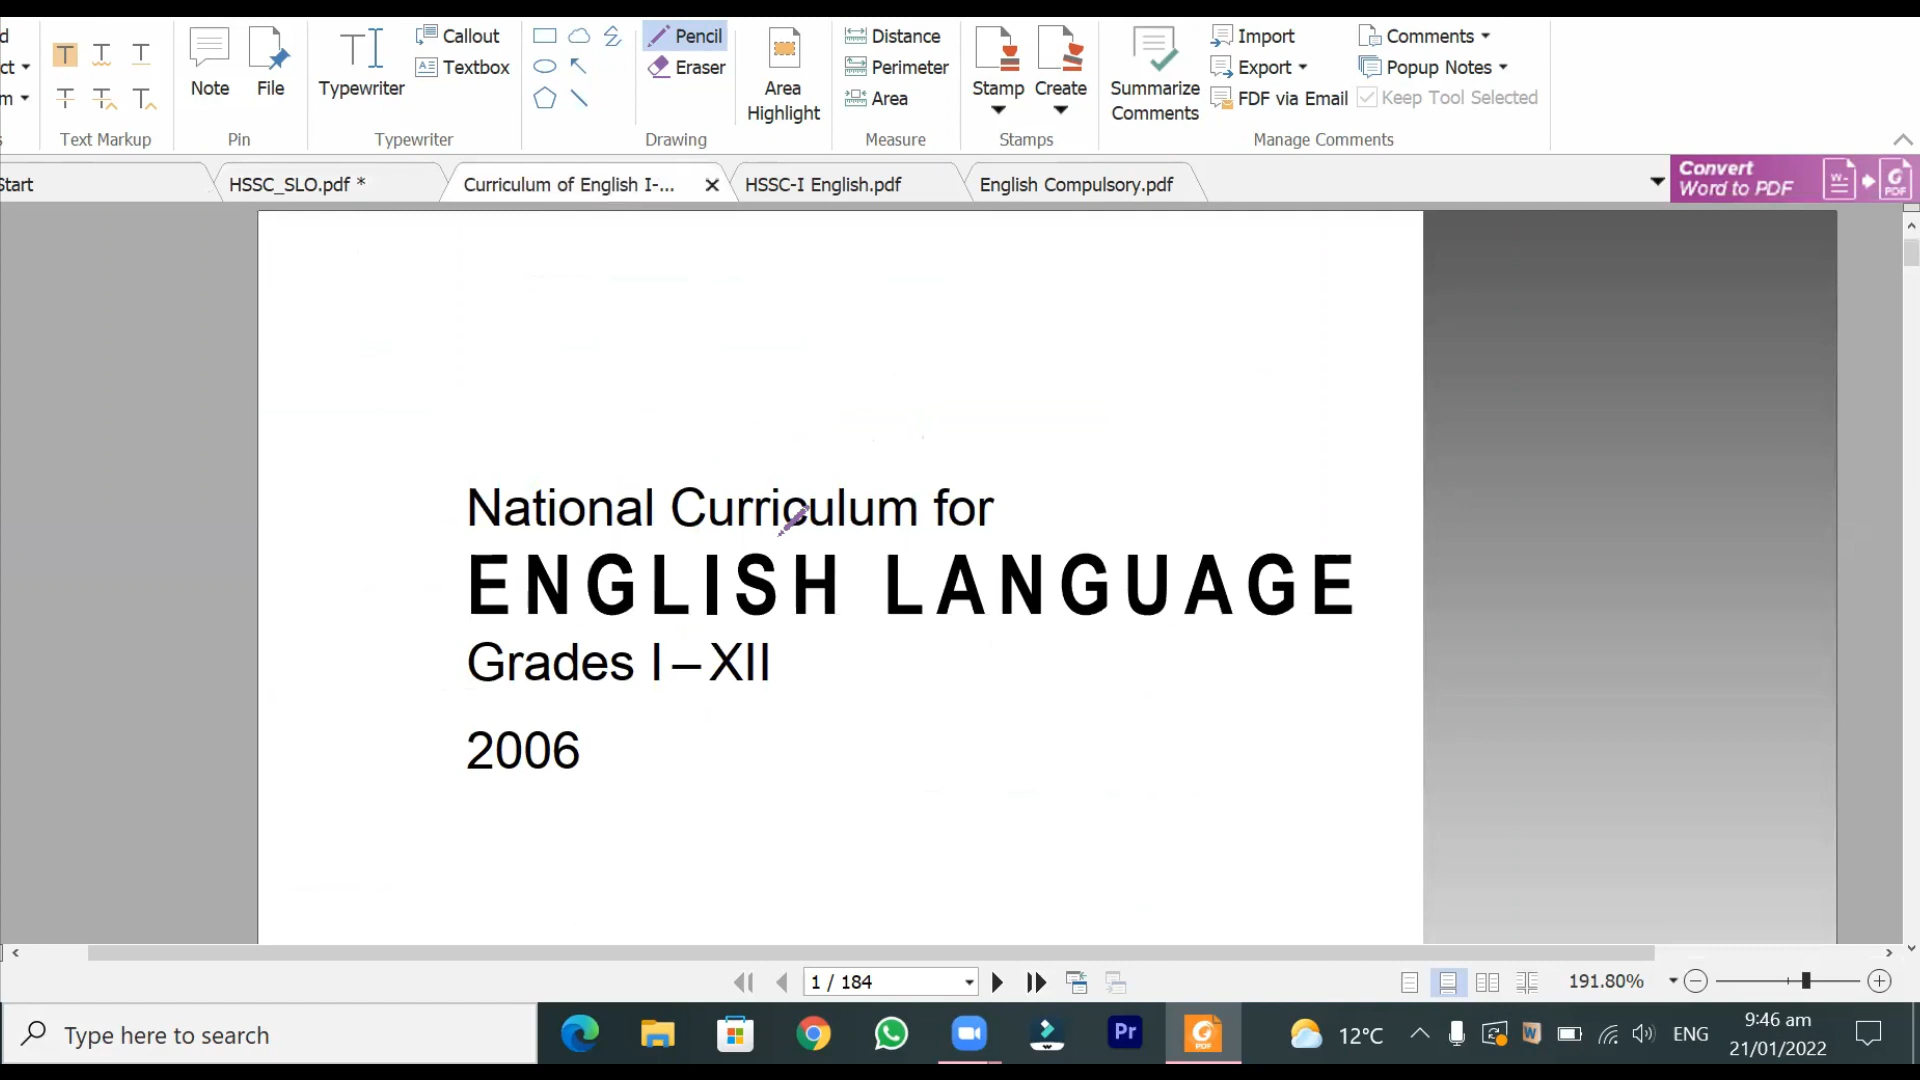 Callout
Textbox
Note
File
Typewriter
Pencil
Eraser
Area
Highlight
Distance
Perimeter
Area
Stamp
Create
Summarize
Comments
Import
Export
FDF via Email
Comments
Popup Notes
Keep Tool Selected
Text Markup
Pin
Typewriter
Drawing
Measure
Stamps
Manage Comments
Start
HSSC_SLO.pdf *
Curriculum of English I-...
HSSC-I English.pdf
English Compulsory.pdf
Convert
Word to PDF
National Curriculum for
ENGLISH LANGUAGE
Grades I – XII
2006
1 / 184
191.80%
Type here to search
Pr
PDF
12°C
ENG
9:46 am
21/01/2022